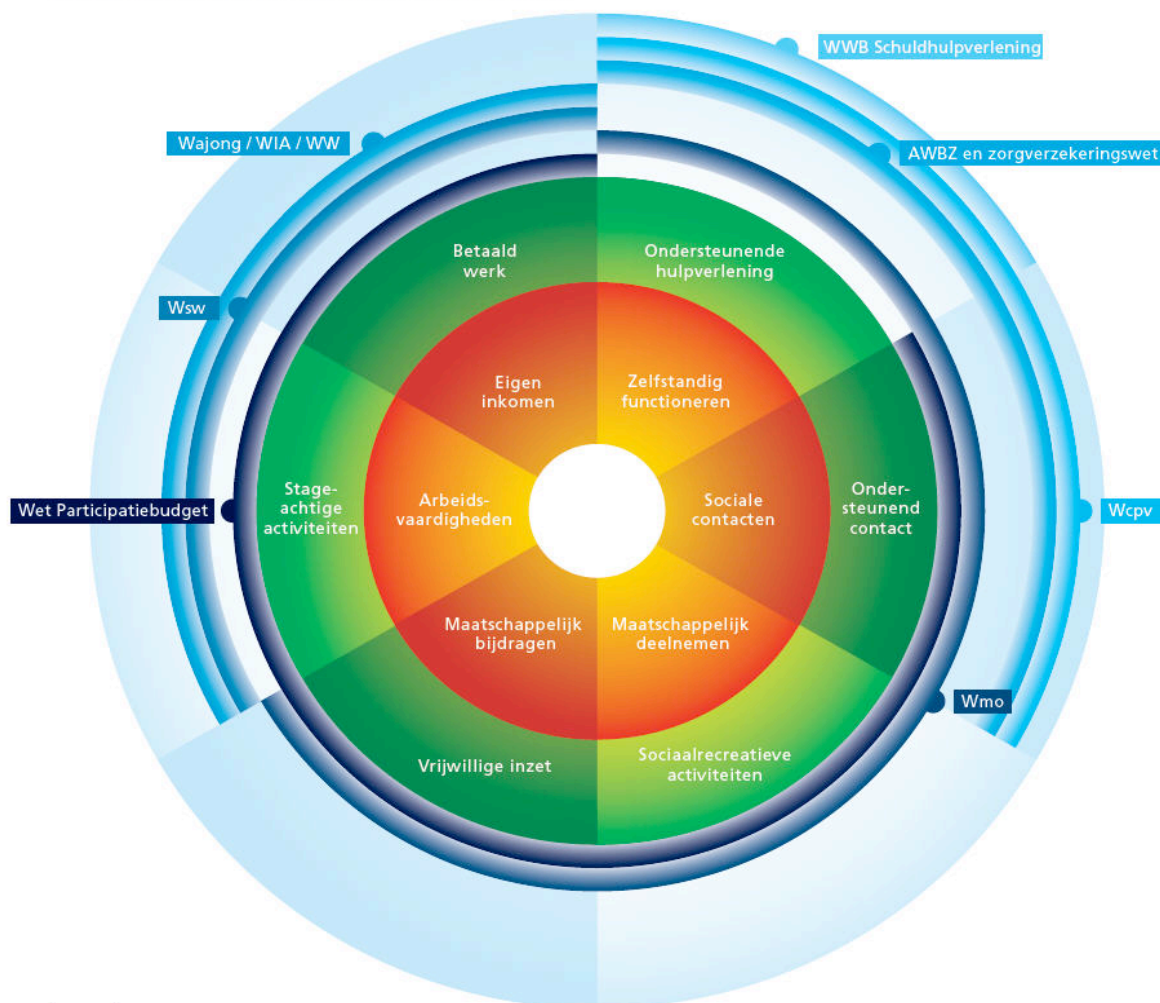 WWB Schuldhulpverlening
Wajong / WIA / WW
AWBZ en zorgverzekeringswet
Betaald
werk
Ondersteunende
hulpverlening
Wsw
Eigen
inkomen
Zelfstandig
functioneren
Wet Participatiebudget
Stage-
achtige
activiteiten
Arbeids-
vaardigheden
Sociale
contacten
Onder-
steunend
contact
Wcpv
Maatschappelijk
bijdragen
Maatschappelijk
deelnemen
Wmo
Vrijwillige inzet
Sociaalrecreatieve
activiteiten